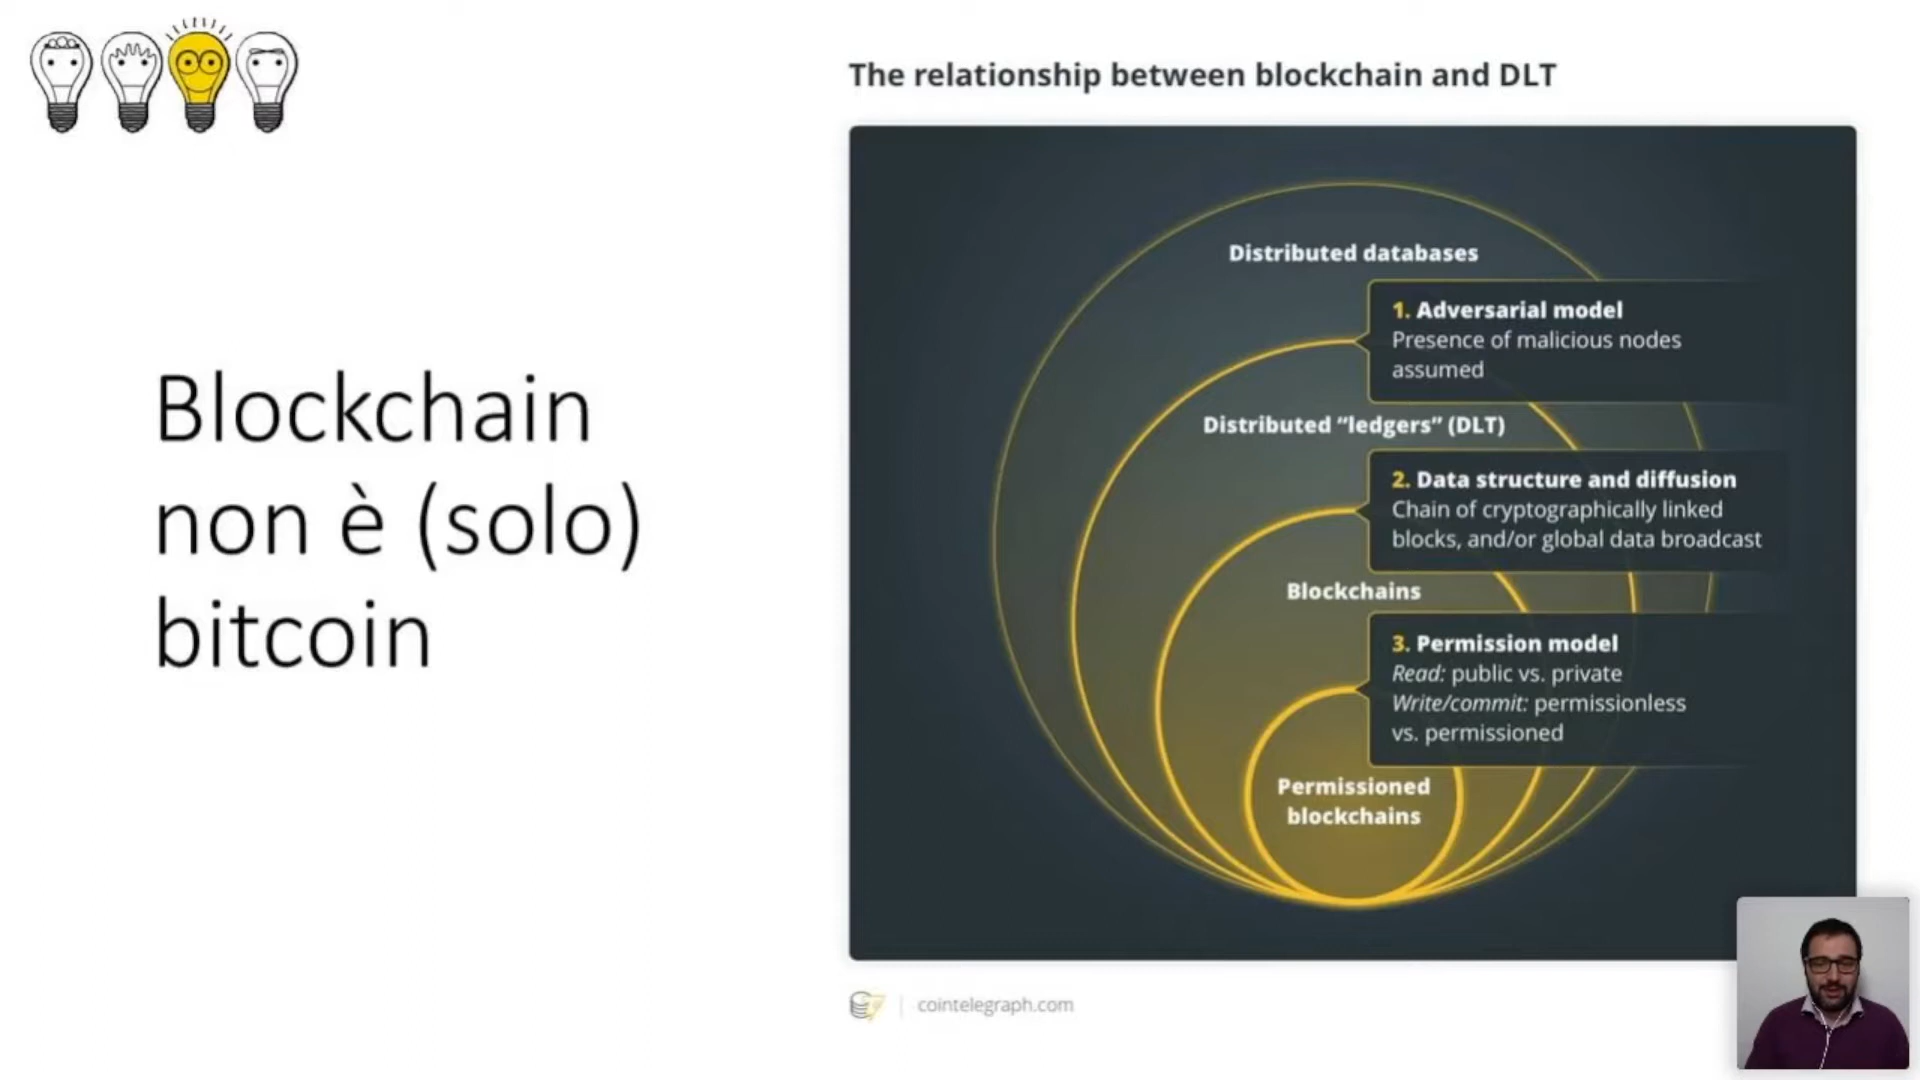 Blockchain
non è (solo)
bitcoin
The relationship between blockchain and DLT
Distributed databases
1. Adversarial model
Presence of malicious nodes
assumed
Distributed “ledgers” (DLT)
2. Data structure and diffusion
Chain of cryptographically linked
blocks, and/or global data broadcast
Blockchains
3. Permission model
Read: public vs. private
Write/commit: permissionless
vs. permissioned
Permissioned
blockchains
cointelegraph.com